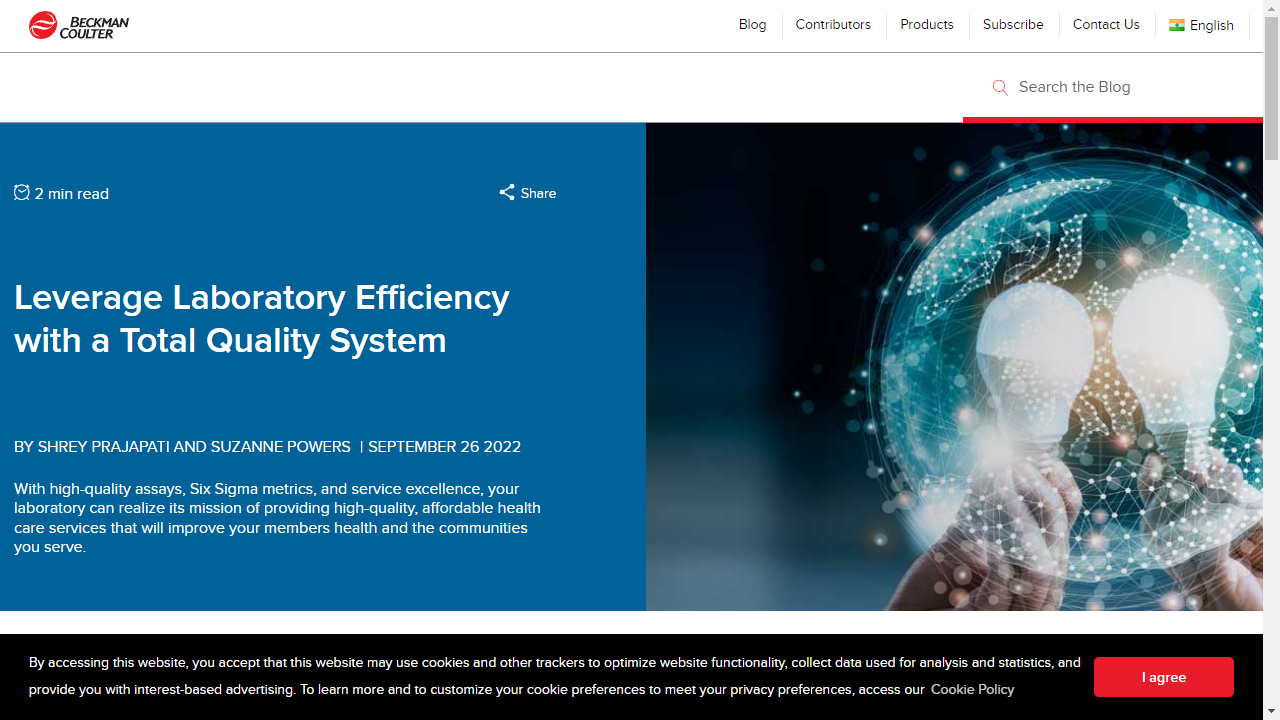 BECKMAN
COULTER
Blog
Contributors
Products
Subscribe
Contact Us
English
Search the Blog
2 min read
Share
Leverage Laboratory Efficiency
with a Total Quality System
BY SHREY PRAJAPATI AND SUZANNE POWERS | SEPTEMBER 26 2022
With high-quality assays, Six Sigma metrics, and service excellence, your
laboratory can realize its mission of providing high-quality, affordable health
care services that will improve your members health and the communities
you serve.
By accessing this website, you accept that this website may use cookies and other trackers to optimize website functionality, collect data used for analysis and statistics, and
provide you with interest-based advertising. To learn more and to customize your cookie preferences to meet your privacy preferences, access our Cookie Policy
I agree